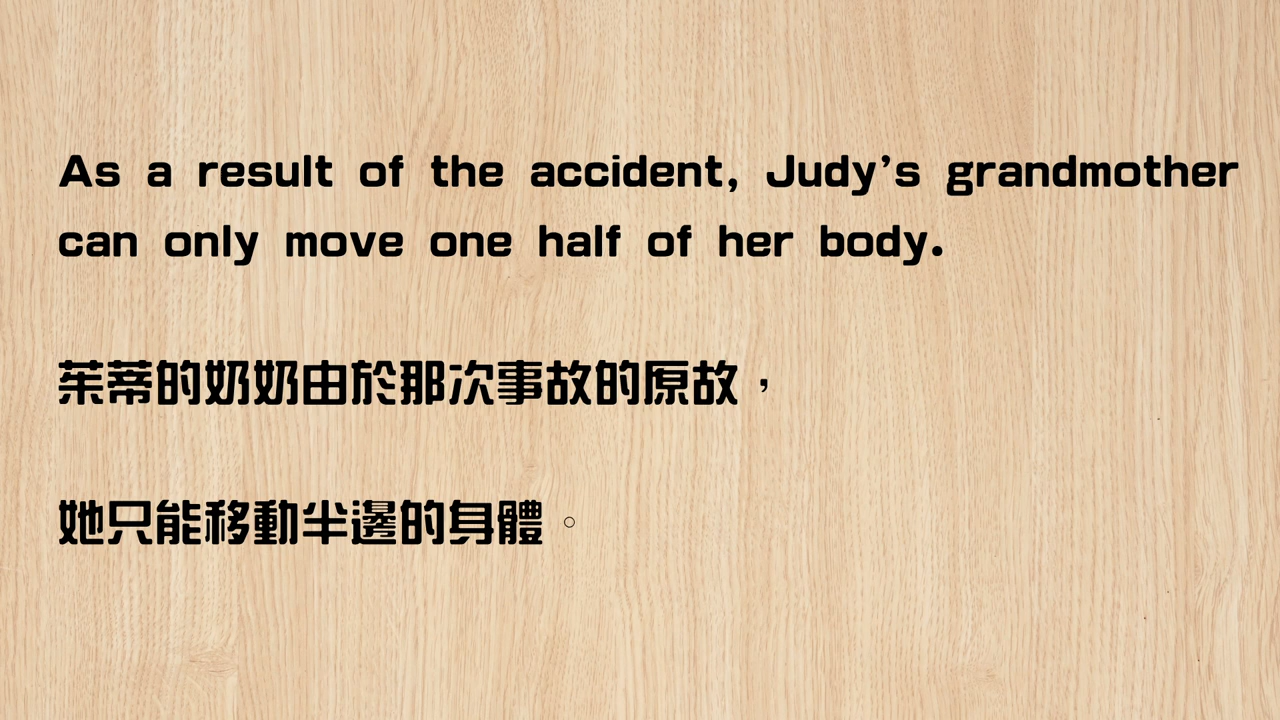 As a result of the accident, Judy’s grandmother
can only move one half of her body.
茱蒂的奶奶由於那次事故的原故，
她只能移動半邊的身體。